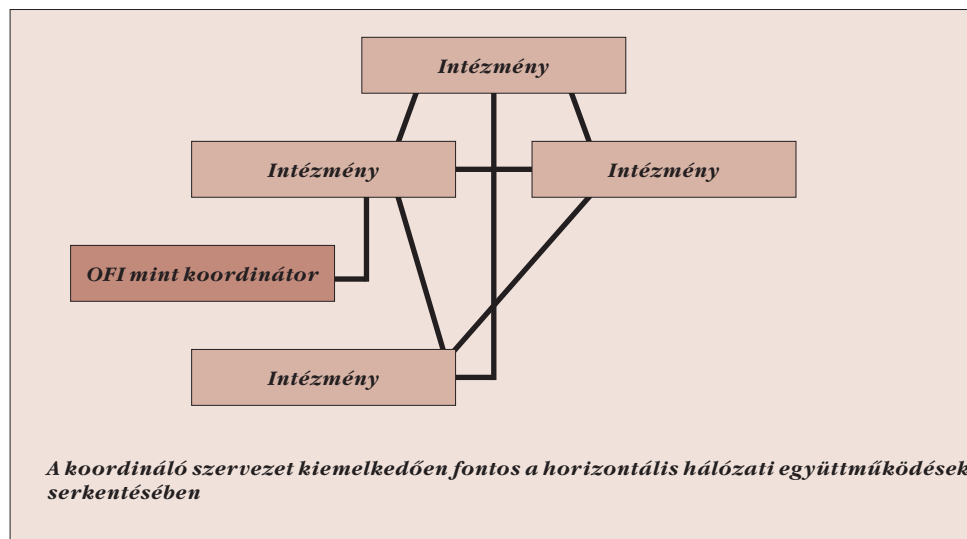 Intézmény
Intézmény
Intézmény
OFI mint koordinátor
Intézmény
A koordináló szervezet kiemelkedően fontos a horizontális hálózati együttműködések
serkentésében